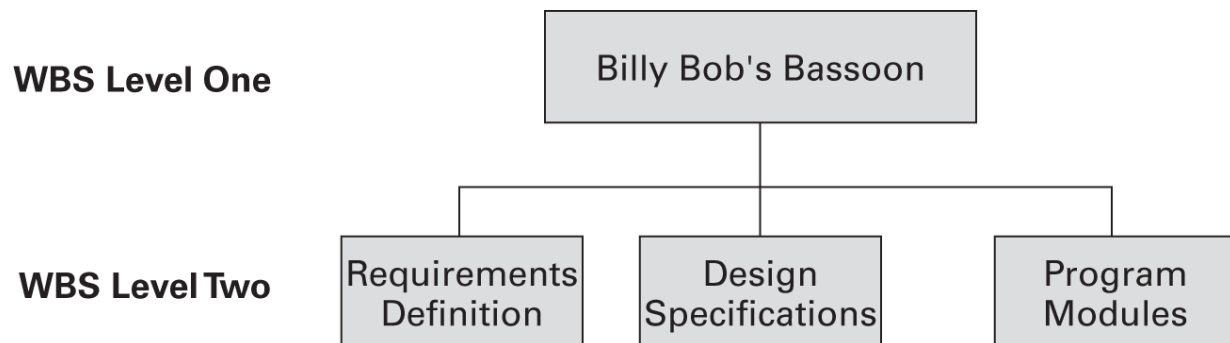 WBS Level One
Billy Bob's Bassoon
WBS Level Two
Requirements
Definition
Design
Specifications
Program
Modules